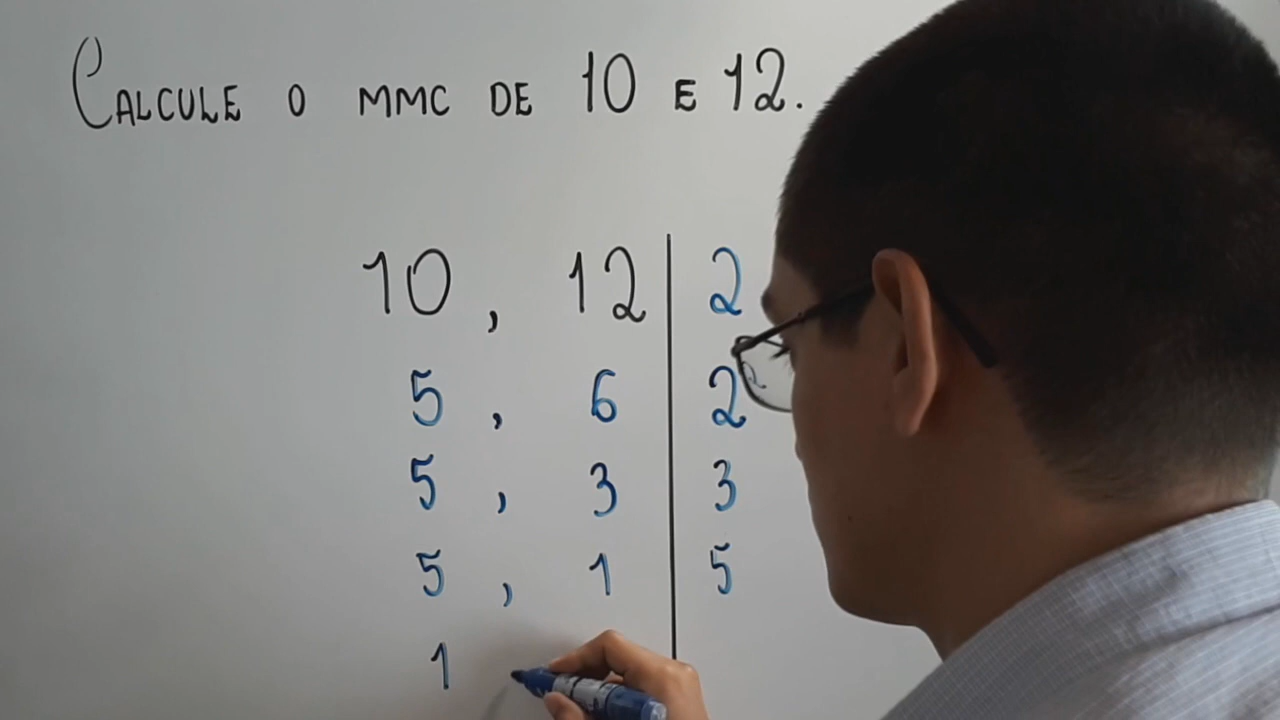 CALCULE O MMC DE 10 E 12.
10, 12 | 2
5, 6 | 2
5, 3 | 3
5, 1 | 5
1